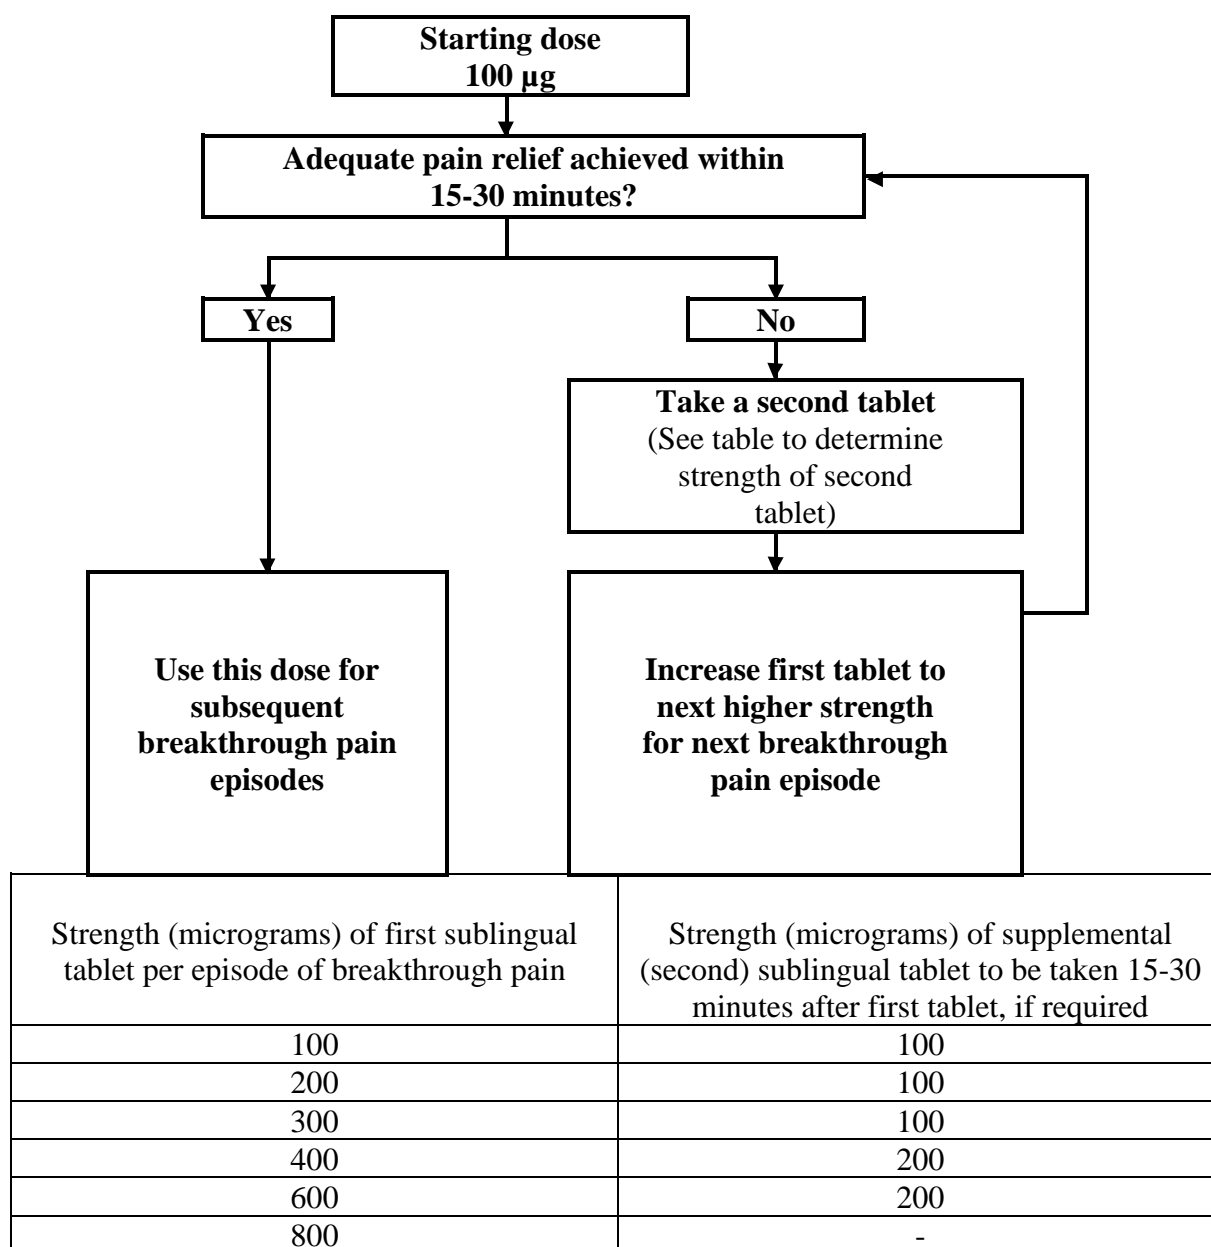 Starting dose
100 µg
Adequate pain relief achieved within
15-30 minutes?
Yes
No
Take a second tablet
(See table to determine
strength of second
tablet)
Use this dose for
subsequent
breakthrough pain
episodes
Increase first tablet to
next higher strength
for next breakthrough
pain episode
Strength (micrograms) of first sublingual
tablet per episode of breakthrough pain
Strength (micrograms) of supplemental
(second) sublingual tablet to be taken 15-30
minutes after first tablet, if required
100 100
200 100
300 100
400 200
600 200
800 -